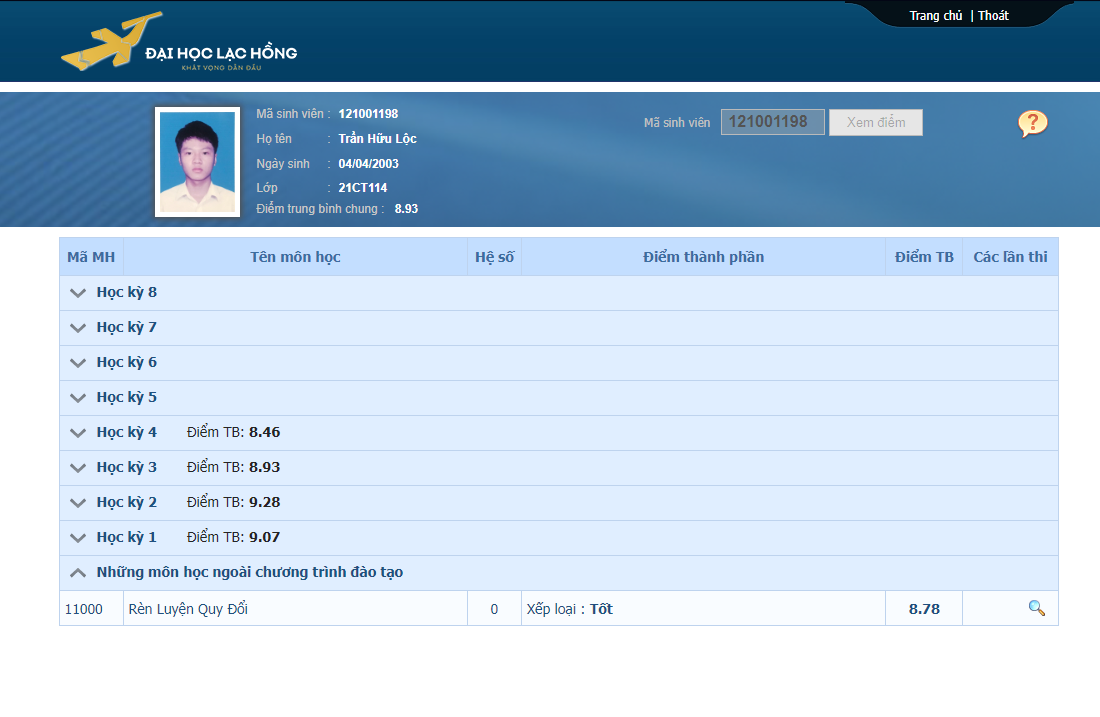 Trang chủ | Thoát
ĐẠI HỌC LẠC HỒNG
KHÁT VỌNG DẪN ĐẦU
Mã sinh viên : 121001198
Họ tên : Trần Hữu Lộc
Ngày sinh : 04/04/2003
Lớp : 21CT114
Điểm trung bình chung : 8.93
Mã sinh viên 121001198 Xem điểm
?
Mã MH Tên môn học Hệ số Điểm thành phần Điểm TB Các lần thi
Học kỳ 8
Học kỳ 7
Học kỳ 6
Học kỳ 5
Học kỳ 4 Điểm TB: 8.46
Học kỳ 3 Điểm TB: 8.93
Học kỳ 2 Điểm TB: 9.28
Học kỳ 1 Điểm TB: 9.07
Những môn học ngoài chương trình đào tạo
11000 Rèn Luyện Quy Đổi 0 Xếp loại : Tốt 8.78